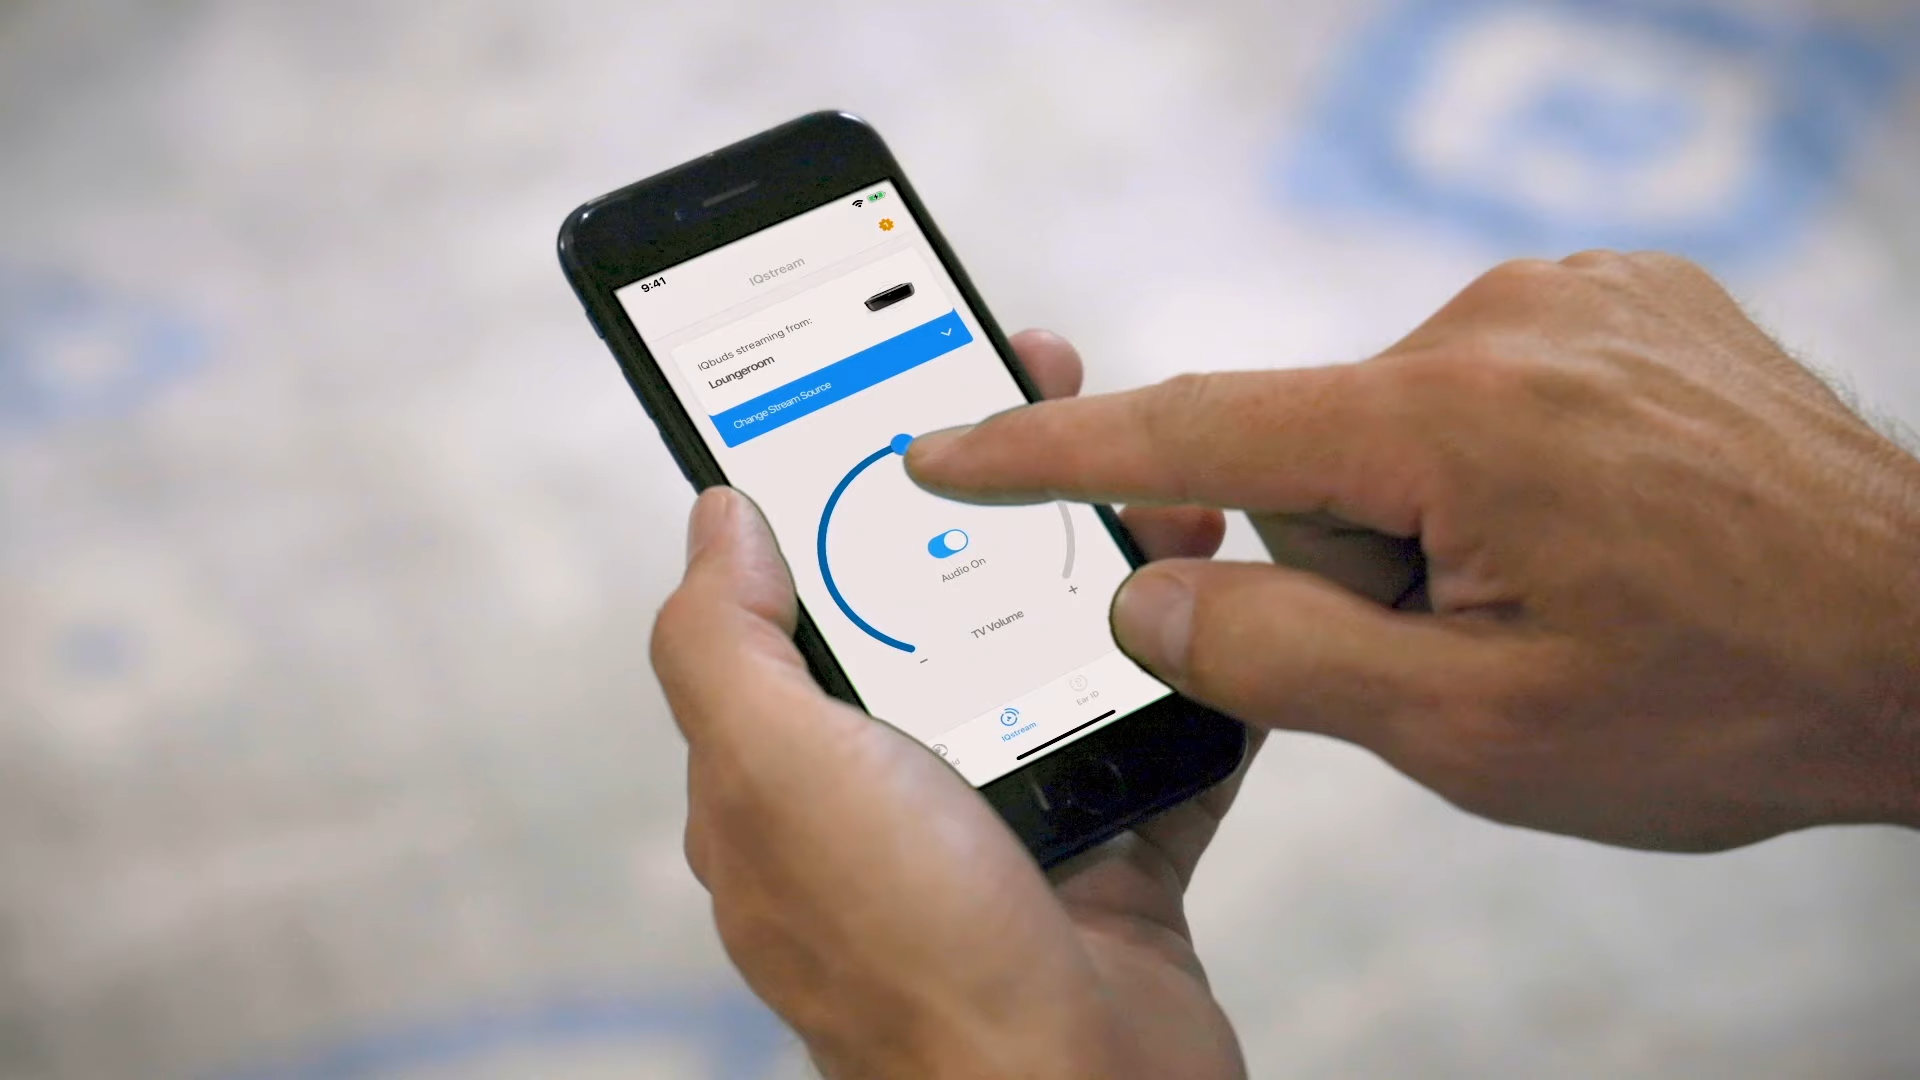 9:41
IQstream
IQbuds streaming from:
Loungeroom
Change Stream Source
Audio On
− +
TV Volume
IQstream
Ear ID